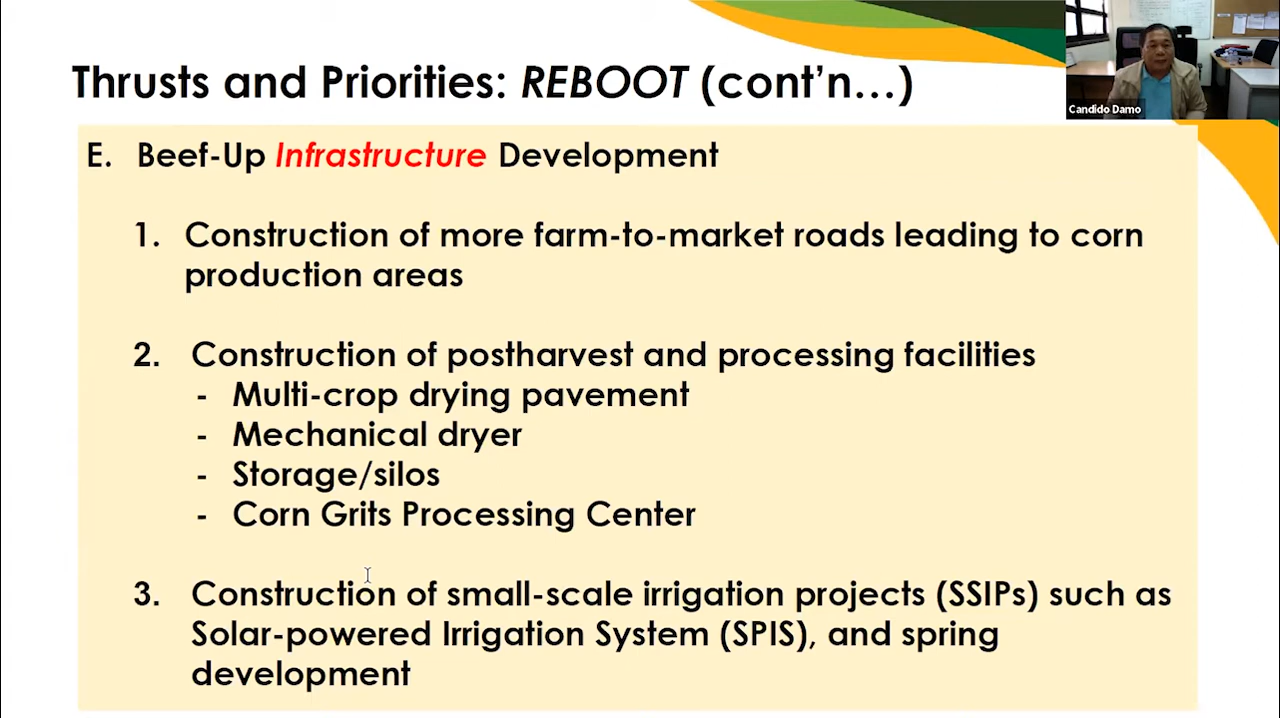 Thrusts and Priorities: REBOOT (cont’n…)
Candido Damo
E. Beef-Up Infrastructure Development
1. Construction of more farm-to-market roads leading to corn
production areas
2. Construction of postharvest and processing facilities
- Multi-crop drying pavement
- Mechanical dryer
- Storage/silos
- Corn Grits Processing Center
3. Construction of small-scale irrigation projects (SSIPs) such as
Solar-powered Irrigation System (SPIS), and spring
development